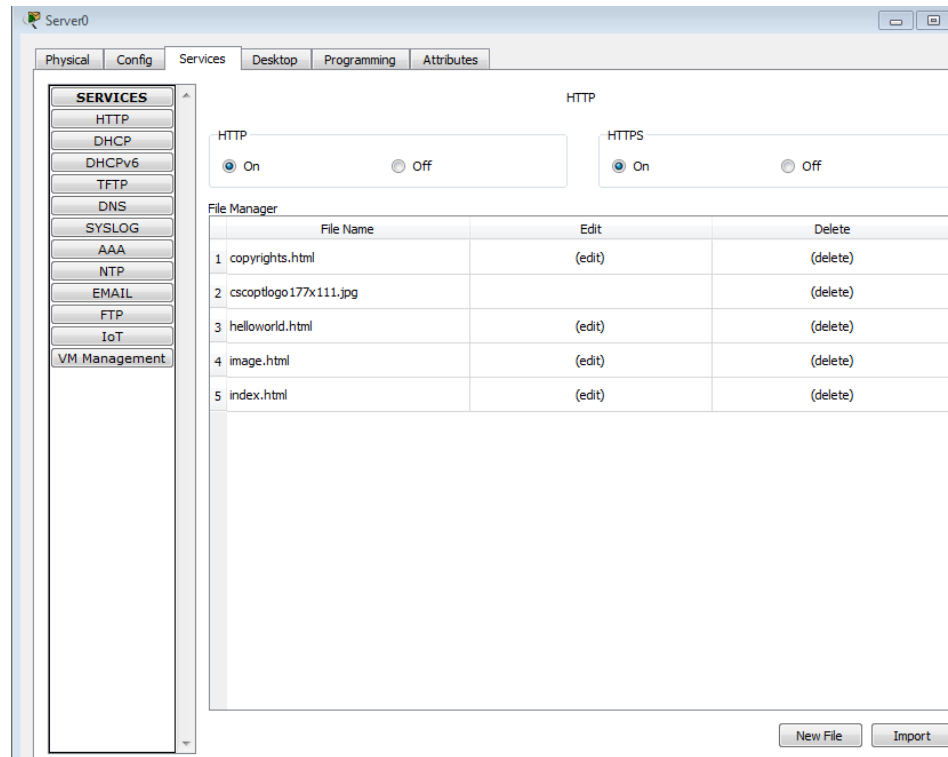 Server0
Physical Config Services Desktop Programming Attributes
SERVICES
HTTP
DHCP
DHCPv6
TFTP
DNS
SYSLOG
AAA
NTP
EMAIL
FTP
IoT
VM Management
HTTP
HTTP
On Off
HTTPS
On Off
File Manager
File Name Edit Delete
1 copyrights.html (edit) (delete)
2 cscoptlogo177x111.jpg (delete)
3 helloworld.html (edit) (delete)
4 image.html (edit) (delete)
5 index.html (edit) (delete)
New File Import